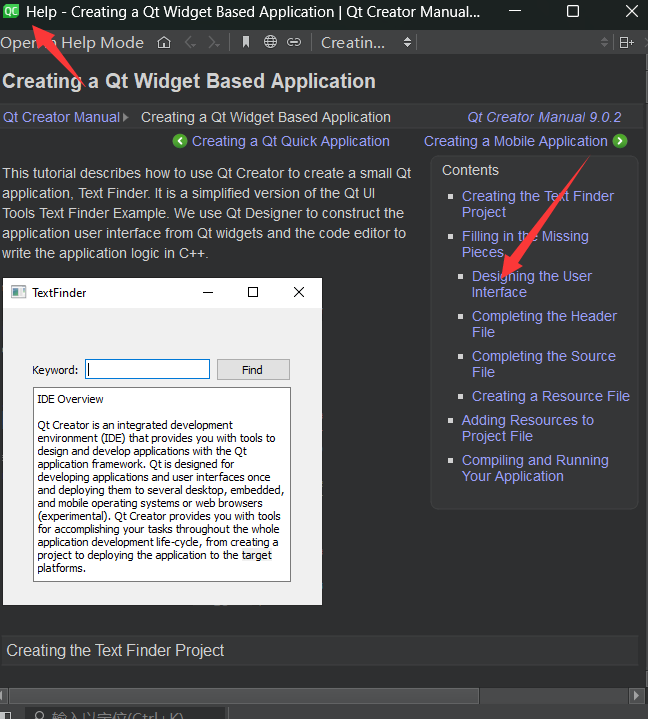 QC Help - Creating a Qt Widget Based Application | Qt Creator Manual...
Open in Help Mode Creatin...
Creating a Qt Widget Based Application
Qt Creator Manual Creating a Qt Widget Based Application Qt Creator Manual 9.0.2
Creating a Qt Quick Application Creating a Mobile Application
This tutorial describes how to use Qt Creator to create a small Qt
application, Text Finder. It is a simplified version of the Qt UI
Tools Text Finder Example. We use Qt Designer to construct the
application user interface from Qt widgets and the code editor to
write the application logic in C++.
Contents
Creating the Text Finder
Project
Filling in the Missing
Pieces
Designing the User
Interface
Completing the Header
File
Completing the Source
File
Creating a Resource File
Adding Resources to
Project File
Compiling and Running
Your Application
TextFinder
Keyword: Find
IDE Overview
Qt Creator is an integrated development
environment (IDE) that provides you with tools to
design and develop applications with the Qt
application framework. Qt is designed for
developing applications and user interfaces once
and deploying them to several desktop, embedded,
and mobile operating systems or web browsers
(experimental). Qt Creator provides you with tools
for accomplishing your tasks throughout the whole
application development life-cycle, from creating a
project to deploying the application to the target
platforms.
Creating the Text Finder Project
输入以定位(Ctrl+K)